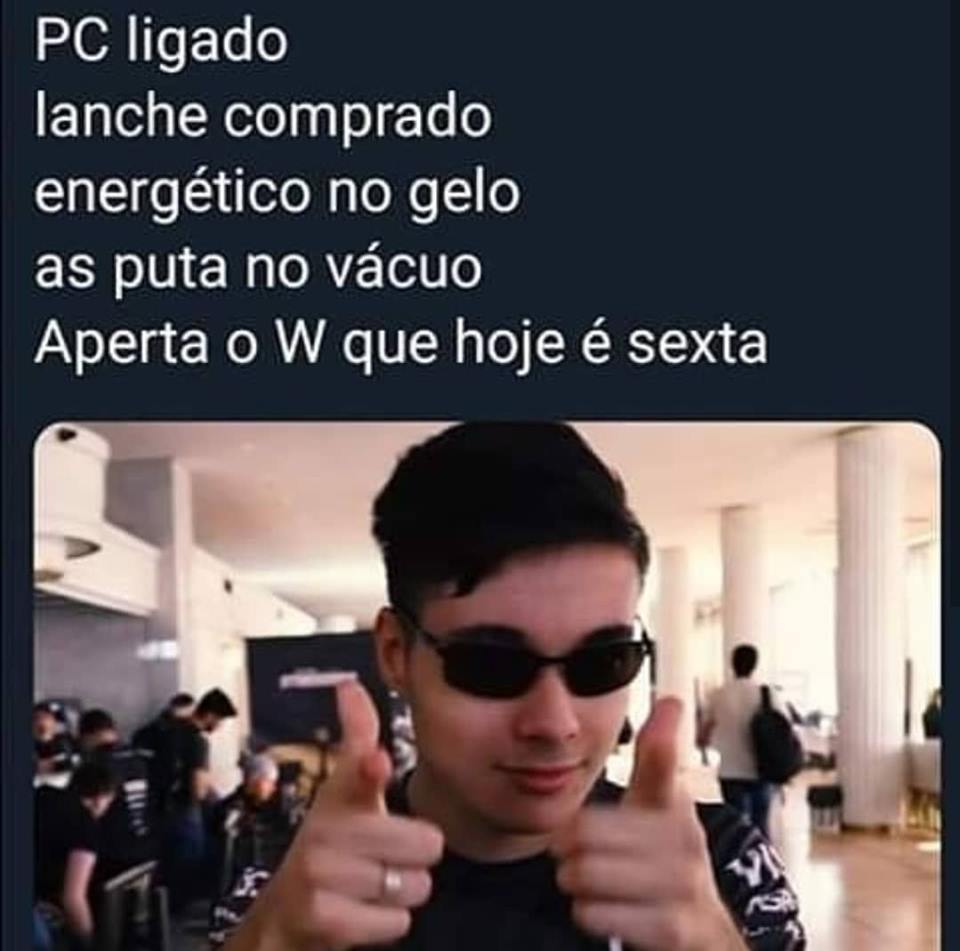 PC ligado
lanche comprado
energético no gelo
as puta no vácuo
Aperta o W que hoje é sexta